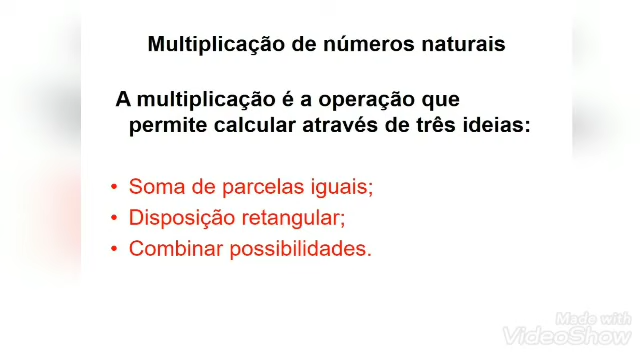 Multiplicação de números naturais
A multiplicação é a operação que
permite calcular através de três ideias:
• Soma de parcelas iguais;
• Disposição retangular;
• Combinar possibilidades.
Made with
VideoShow